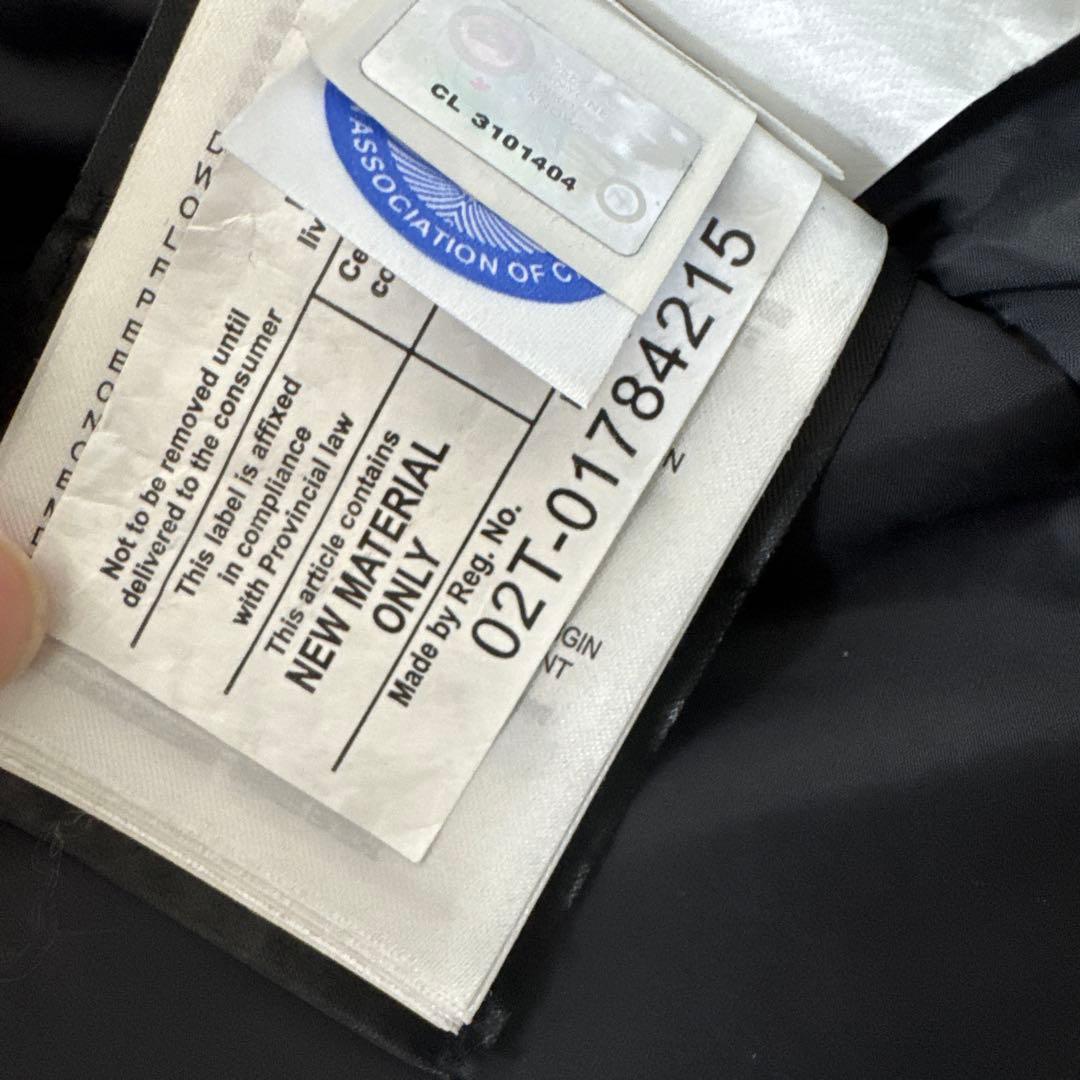 CL 3101404
ASSOCIATION OF
Not to be removed until
delivered to the consumer
This label is affixed
in compliance
with Provincial law
This article contains
NEW MATERIAL
ONLY
Made by Reg. No.
02T-01784215